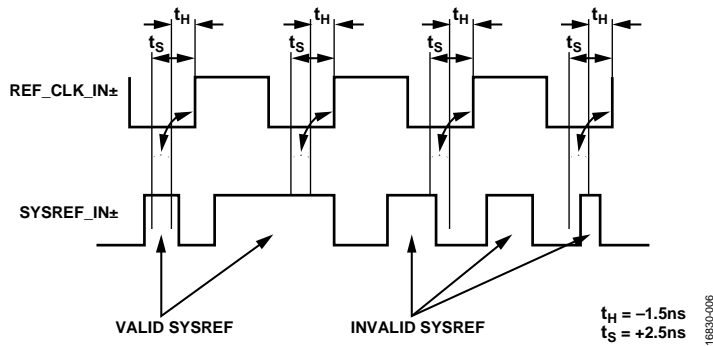 tH tH tH tH
tS tS tS tS
REF_CLK_IN±
SYSREF_IN±
VALID SYSREF
INVALID SYSREF
tH = –1.5ns
tS = +2.5ns
16830-006